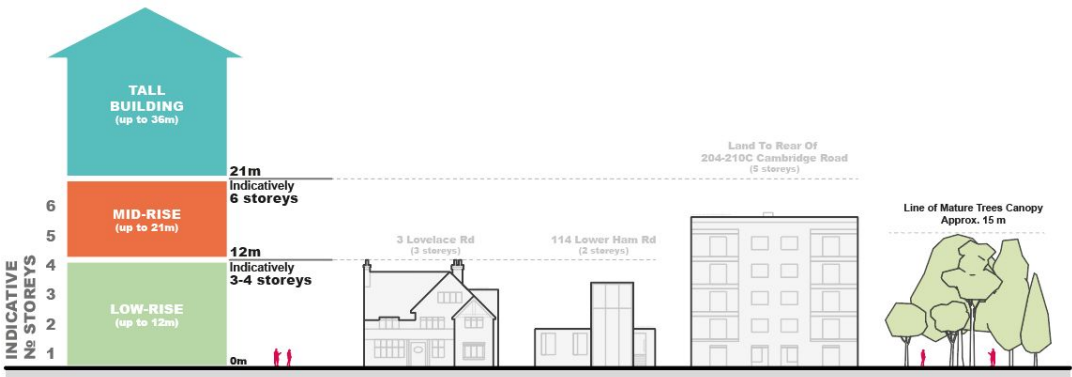 TALL
BUILDING
(up to 36m)
21m
Indicatively
6 storeys
MID-RISE
(up to 21m)
12m
Indicatively
3-4 storeys
LOW-RISE
(up to 12m)
0m
INDICATIVE
№ STOREYS
6
5
4
3
2
1
3 Lovelace Rd
(3 storeys)
114 Lower Ham Rd
(2 storeys)
Land To Rear Of
204-210C Cambridge Road
(5 storeys)
Line of Mature Trees Canopy
Approx. 15 m